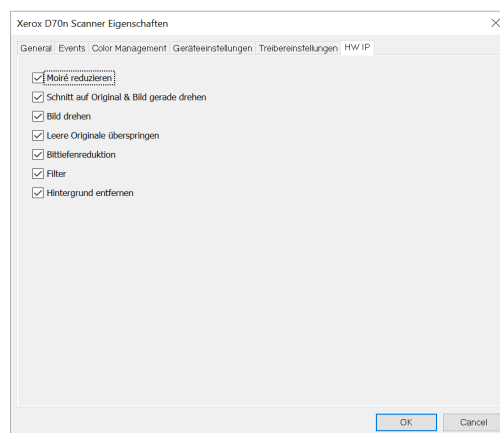 Xerox D70n Scanner Eigenschaften
General Events Color Management Geräteeinstellungen Treibereinstellungen HW IP
Moiré reduzieren
Schnitt auf Original & Bild gerade drehen
Bild drehen
Leere Originale überspringen
Bittiefenreduktion
Filter
Hintergrund entfernen
OK Cancel